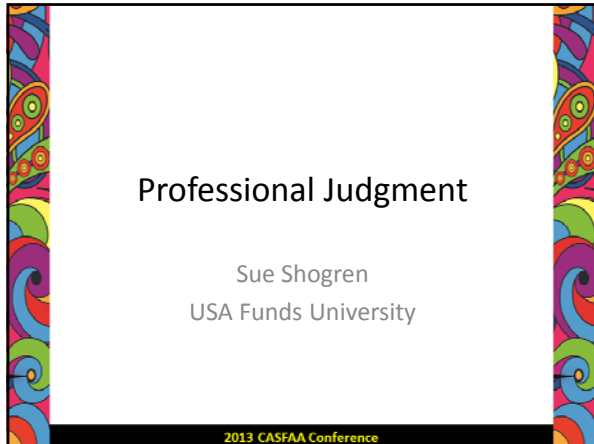 Professional Judgment
Sue Shogren
USA Funds University
2013 CASFAA Conference